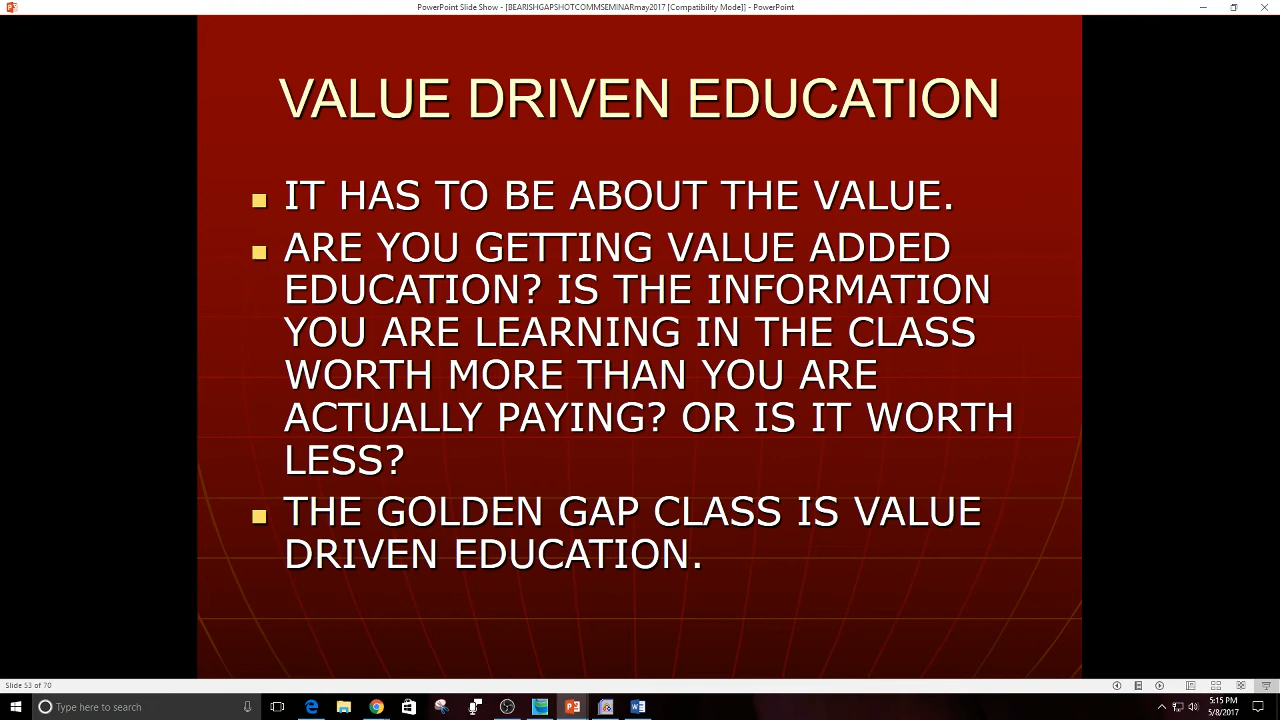 PowerPoint Slide Show - [BEARISHGAPSHOTCOMMSEMINARmay2017 [Compatibility Mode]] - PowerPoint
VALUE DRIVEN EDUCATION
IT HAS TO BE ABOUT THE VALUE.
ARE YOU GETTING VALUE ADDED
EDUCATION? IS THE INFORMATION
YOU ARE LEARNING IN THE CLASS
WORTH MORE THAN YOU ARE
ACTUALLY PAYING? OR IS IT WORTH
LESS?
THE GOLDEN GAP CLASS IS VALUE
DRIVEN EDUCATION.
Slide 53 of 70
Type here to search
5:15 PM
5/8/2017